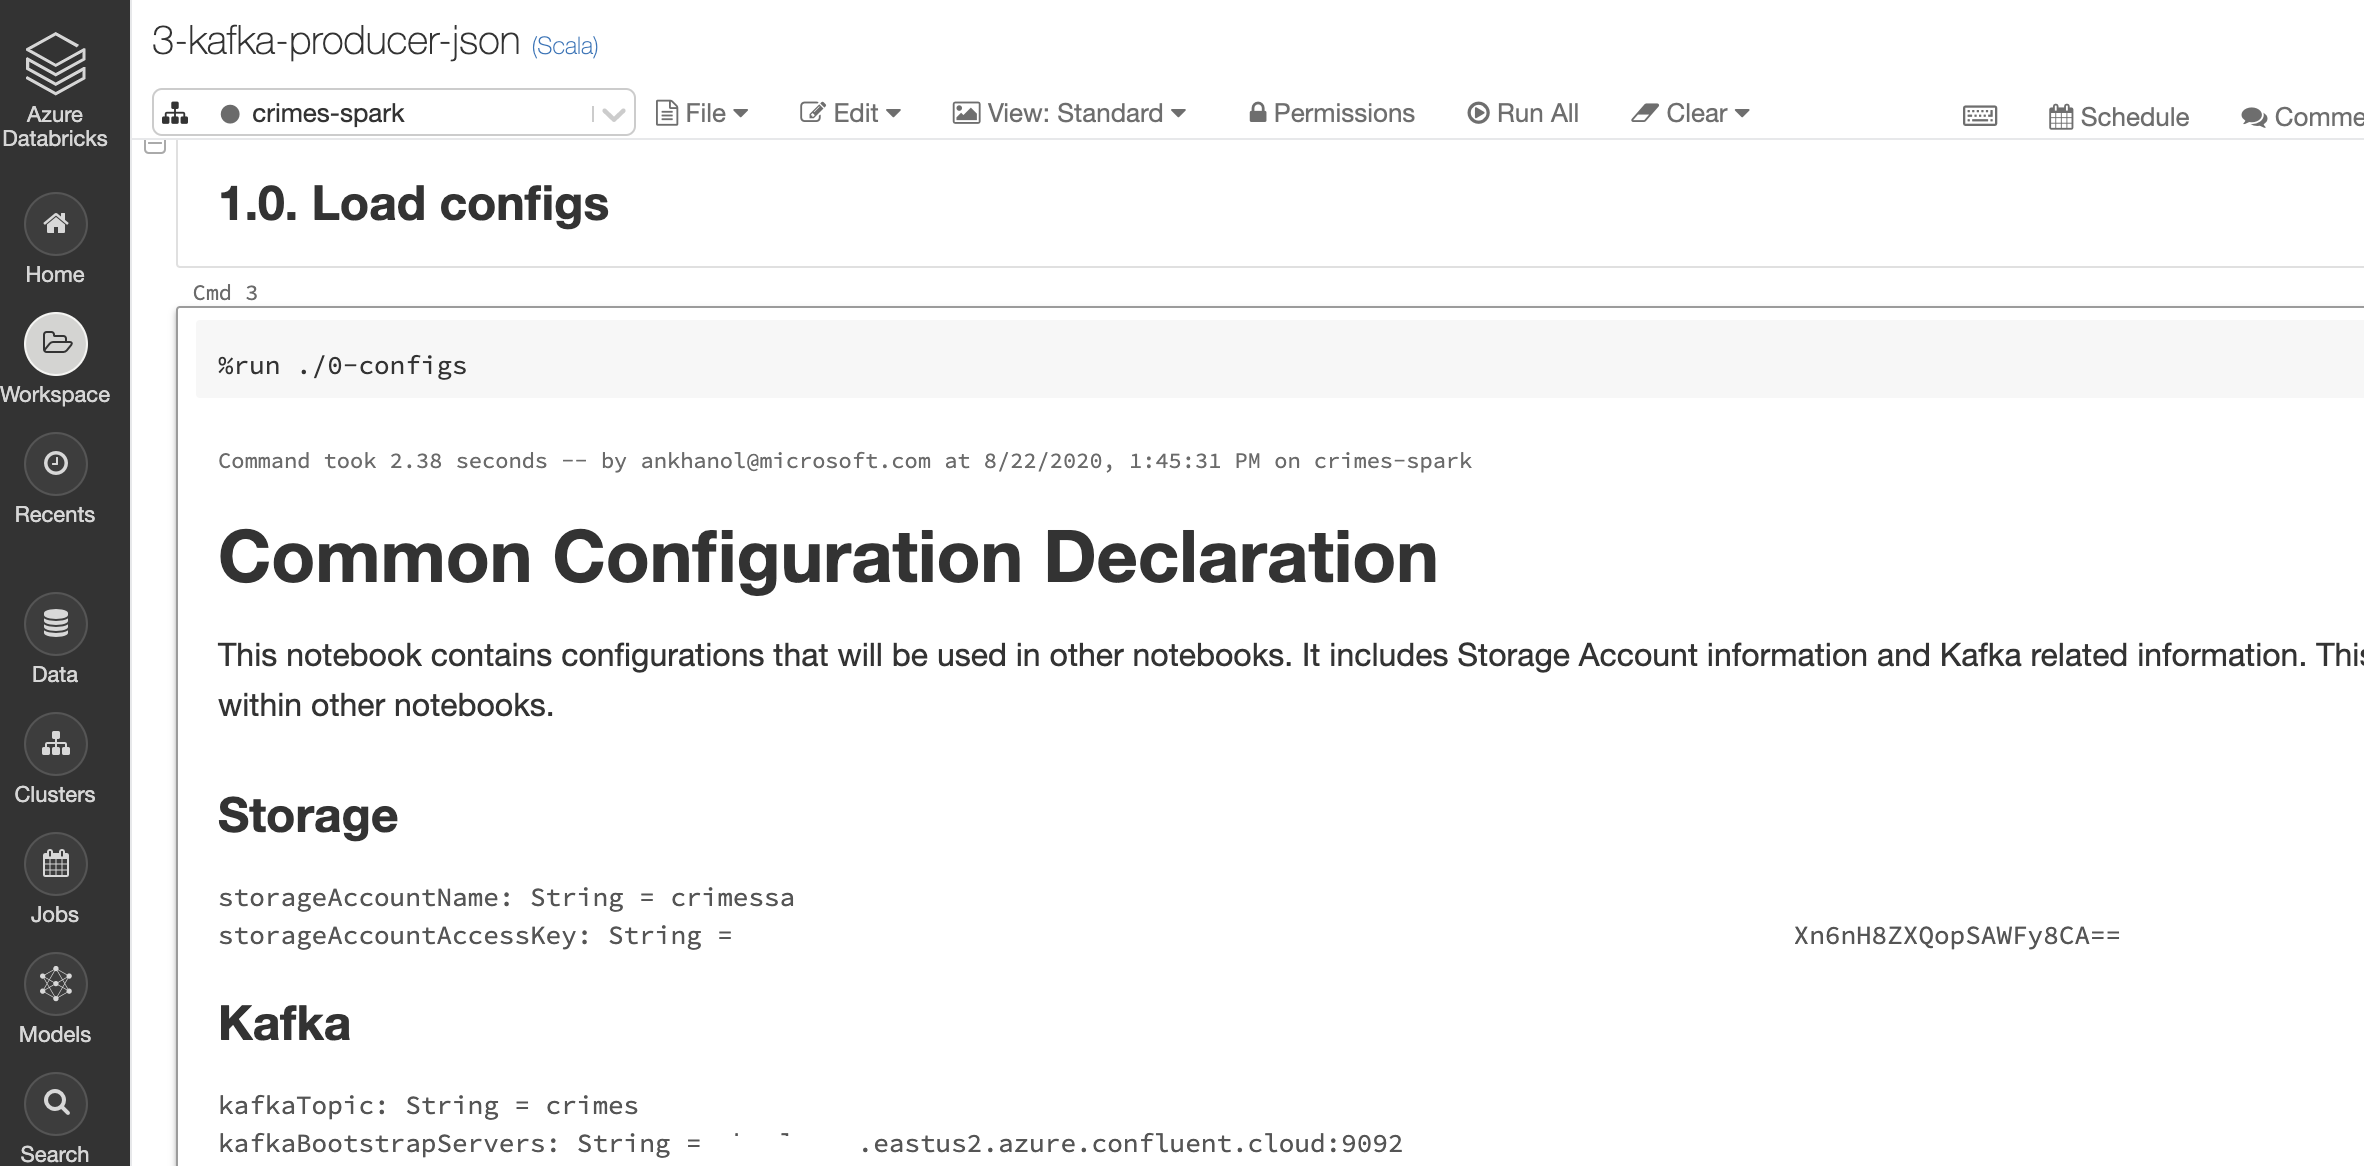 3-kafka-producer-json (Scala)
Azure
Databricks
crimes-spark
File
Edit
View: Standard
Permissions
Run All
Clear
Schedule
Comme
Home
Workspace
Recents
Data
Clusters
Jobs
Models
Search
1.0. Load configs
Cmd 3
%run ./0-configs
Command took 2.38 seconds -- by ankhanol@microsoft.com at 8/22/2020, 1:45:31 PM on crimes-spark
Common Configuration Declaration
This notebook contains configurations that will be used in other notebooks. It includes Storage Account information and Kafka related information. This
within other notebooks.
Storage
storageAccountName: String = crimessa
storageAccountAccessKey: String = Xn6nH8ZXQopSAWFy8CA==
Kafka
kafkaTopic: String = crimes
kafkaBootstrapServers: String = .eastus2.azure.confluent.cloud:9092